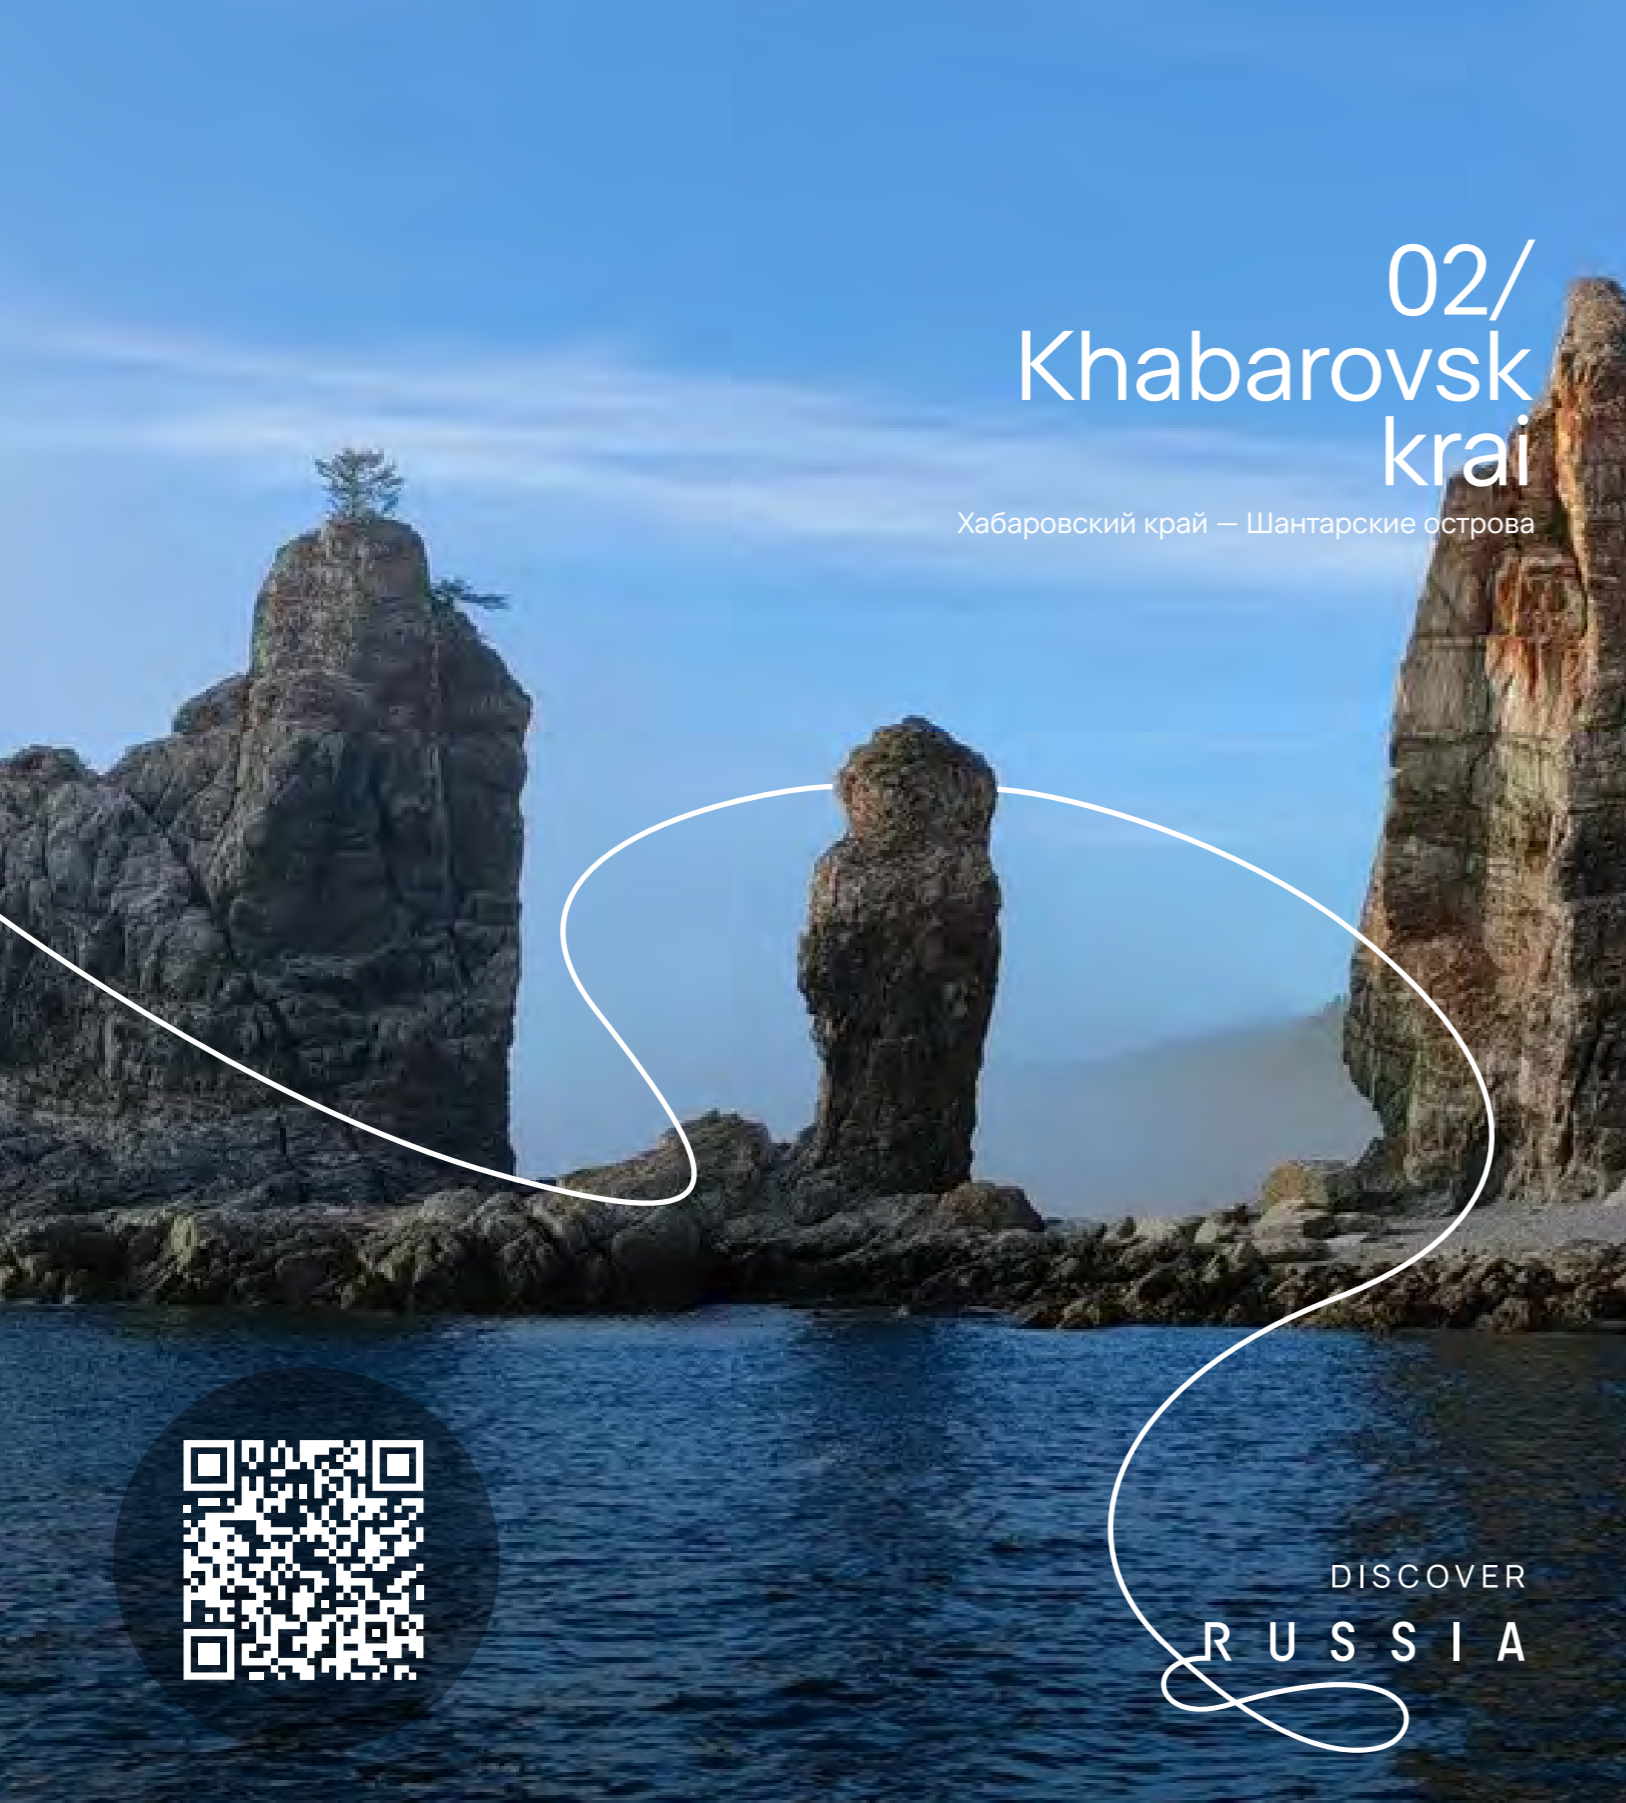 02/
Khabarovsk
krai
Хабаровский край — Шантарские острова
DISCOVER
RUSSIA